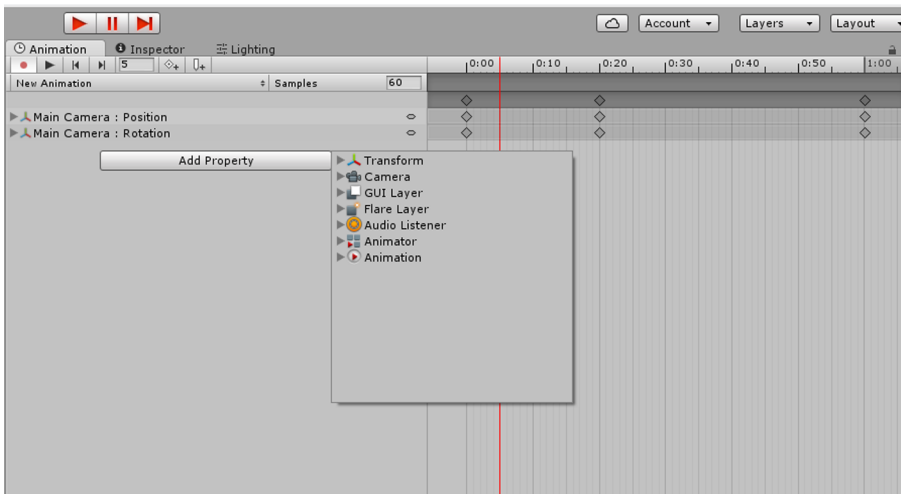 Account Layers Layout
Animation Inspector Lighting
5 0:00 0:10 0:20 0:30 0:40 0:50 1:00
New Animation Samples 60
Main Camera : Position
Main Camera : Rotation
Add Property
Transform
Camera
GUI Layer
Flare Layer
Audio Listener
Animator
Animation